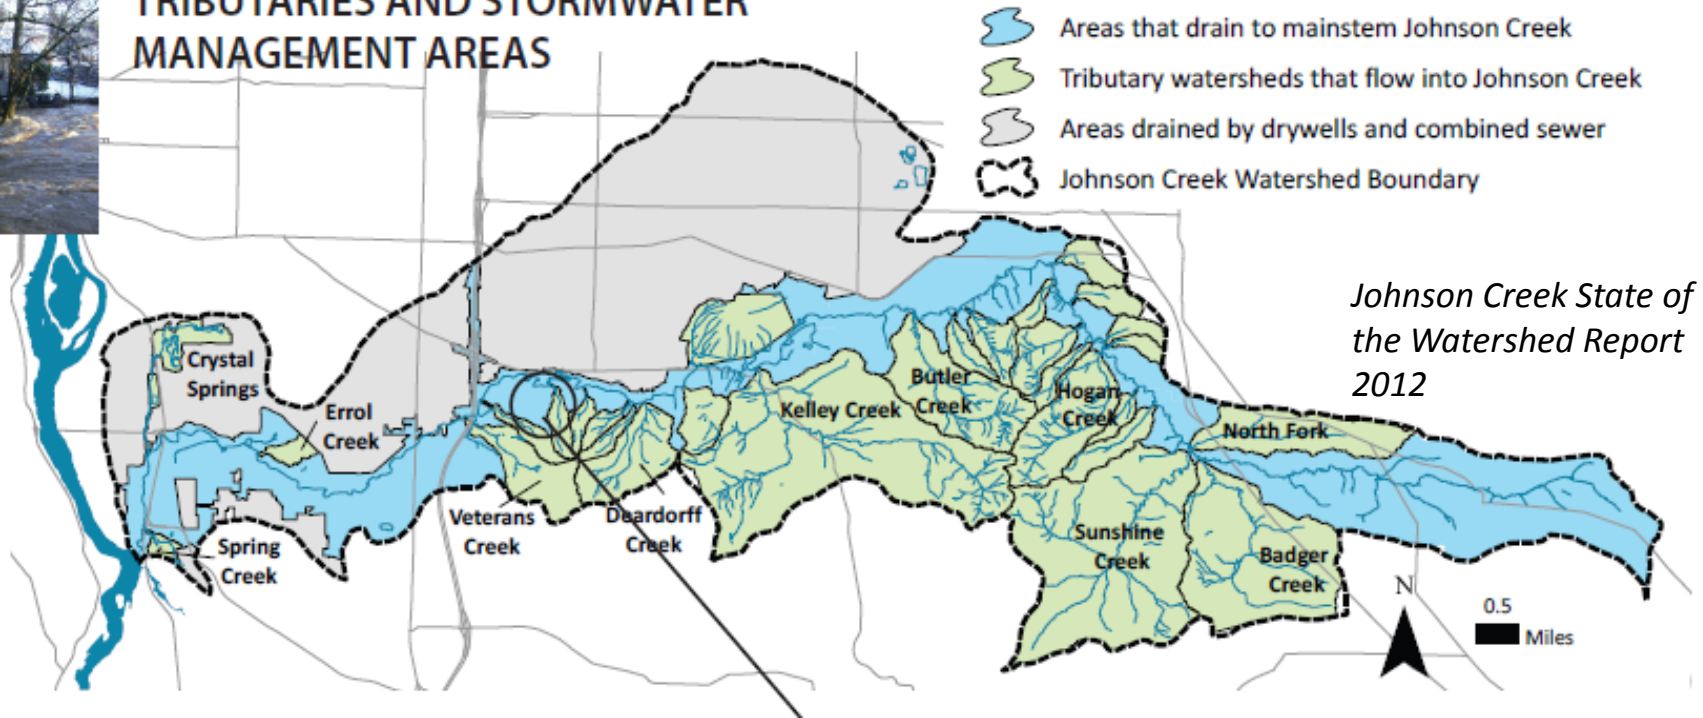 TRIBUTARIES AND STORMWATER
MANAGEMENT AREAS
Areas that drain to mainstem Johnson Creek
Tributary watersheds that flow into Johnson Creek
Areas drained by drywells and combined sewer
Johnson Creek Watershed Boundary
Johnson Creek State of
the Watershed Report
2012
Crystal
Springs
Errol
Creek
Spring
Creek
Veterans
Creek
Deardorff
Creek
Kelley Creek
Butler
Creek
Hogan
Creek
North Fork
Sunshine
Creek
Badger
Creek
N
0.5
Miles